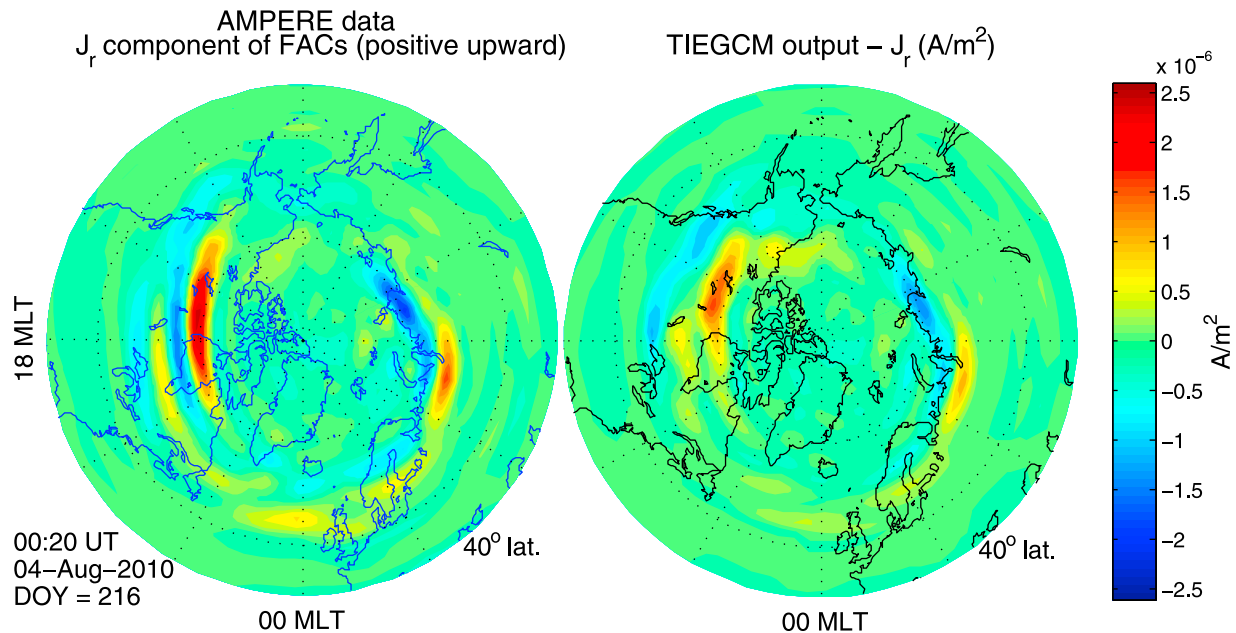 AMPERE data
J_r component of FACs (positive upward)
TIEGCM output – J_r (A/m²)
x 10⁻⁶
2.5
2
1.5
1
0.5
0
−0.5
−1
−1.5
−2
−2.5
A/m²
18 MLT
40° lat.
40° lat.
00:20 UT
04–Aug–2010
DOY = 216
00 MLT
00 MLT